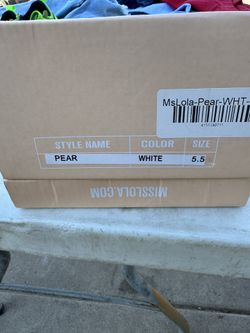 MsLola-Pear-WHT-
STYLE NAME COLOR SIZE
PEAR WHITE 5.5
MISSLOLA.COM